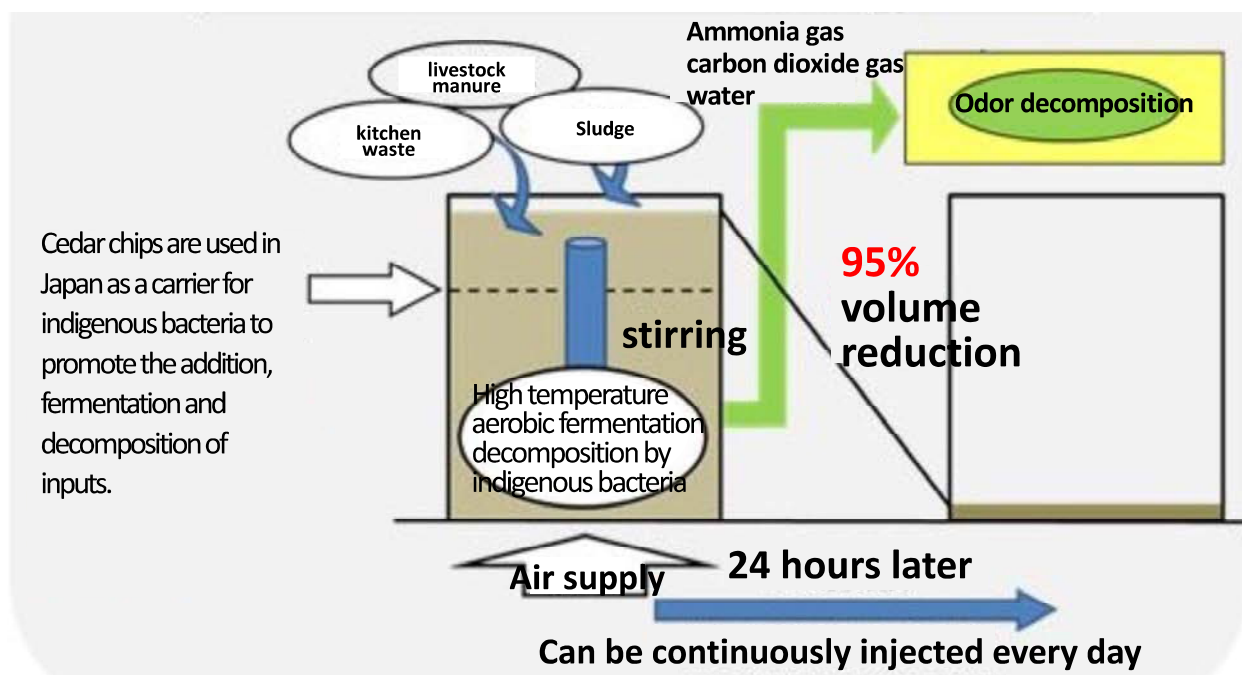 Ammonia gas
carbon dioxide gas
water
livestock
manure
kitchen
waste
Sludge
Odor decomposition
Cedar chips are used in
Japan as a carrier for
indigenous bacteria to
promote the addition,
fermentation and
decomposition of
inputs.
95%
volume
reduction
stirring
High temperature
aerobic fermentation
decomposition by
indigenous bacteria
Air supply
24 hours later
Can be continuously injected every day